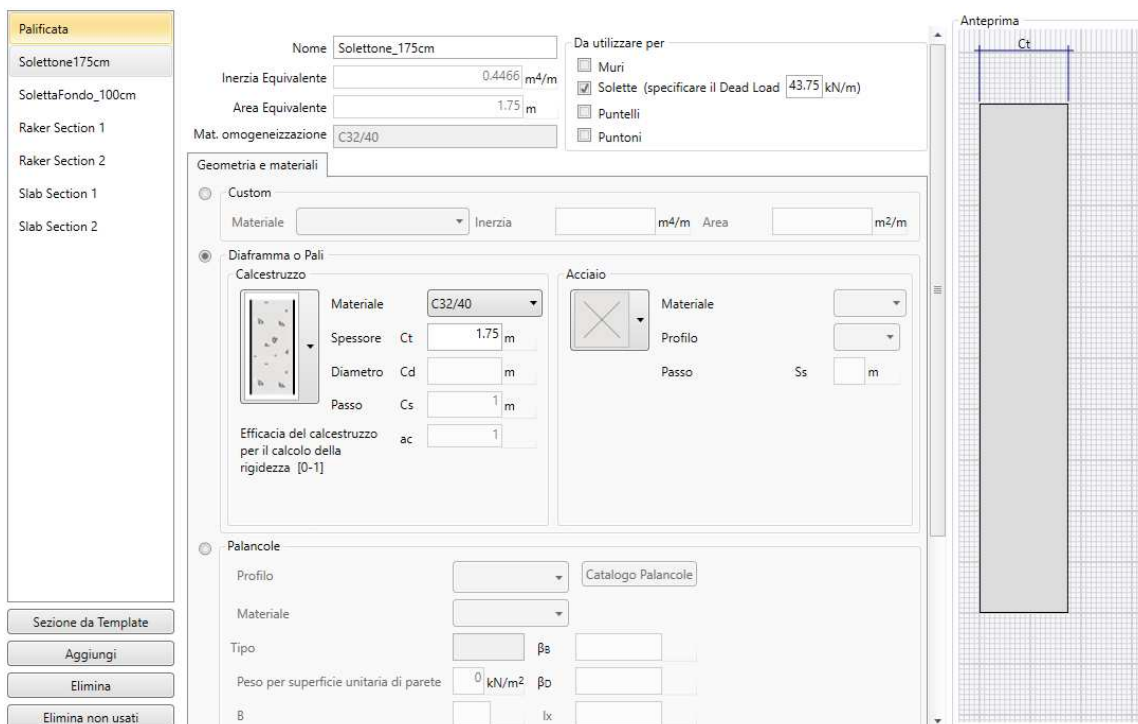 Palificata
Solettone175cm
SolettaFondo_100cm
Raker Section 1
Raker Section 2
Slab Section 1
Slab Section 2
Sezione da Template
Aggiungi
Elimina
Elimina non usati
Nome Solettone_175cm
Inerzia Equivalente 0.4466 m4/m
Area Equivalente 1.75 m
Mat. omogeneizzazione C32/40
Da utilizzare per
Muri
Solette (specificare il Dead Load 43.75 kN/m)
Puntelli
Puntoni
Geometria e materiali
Custom
Materiale Inerzia m4/m Area m2/m
Diaframma o Pali
Calcestruzzo
Materiale C32/40
Spessore Ct 1.75 m
Diametro Cd m
Passo Cs 1 m
Efficacia del calcestruzzo
per il calcolo della
rigidezza [0-1]
ac 1
Acciaio
Materiale
Profilo
Passo Ss m
Palancole
Profilo Catalogo Palancole
Materiale
Tipo βB
Peso per superficie unitaria di parete 0 kN/m2 βD
B Ix
Anteprima
Ct